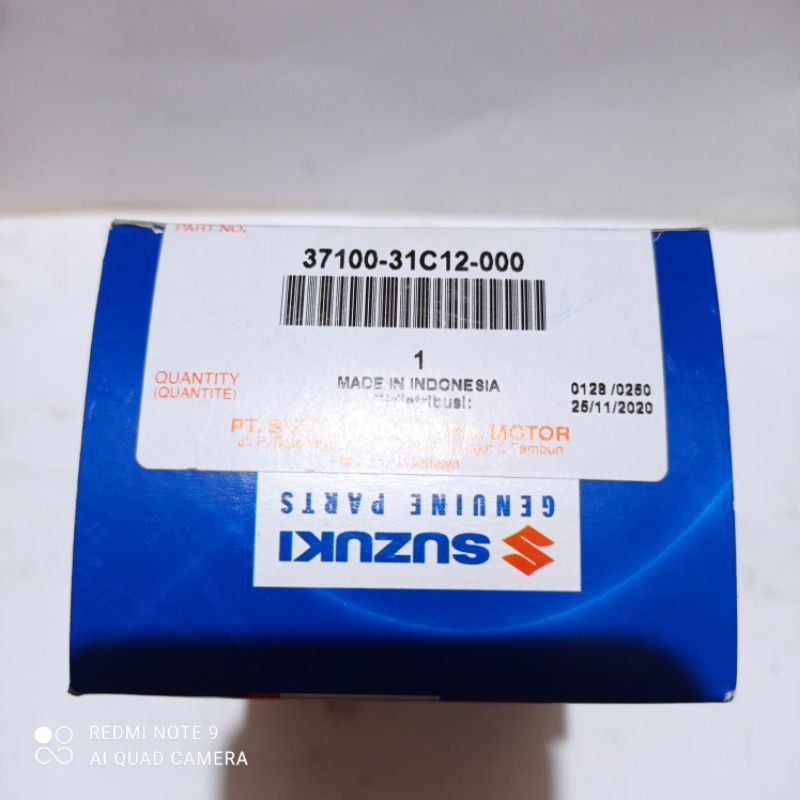 PART NO.
37100-31C12-000
1
QUANTITY
(QUANTITE)
MADE IN INDONESIA
0128 /0250
25/11/2020
PT. MOTOR
Tambun
GENUINE PARTS
SUZUKI
REDMI NOTE 9
AI QUAD CAMERA